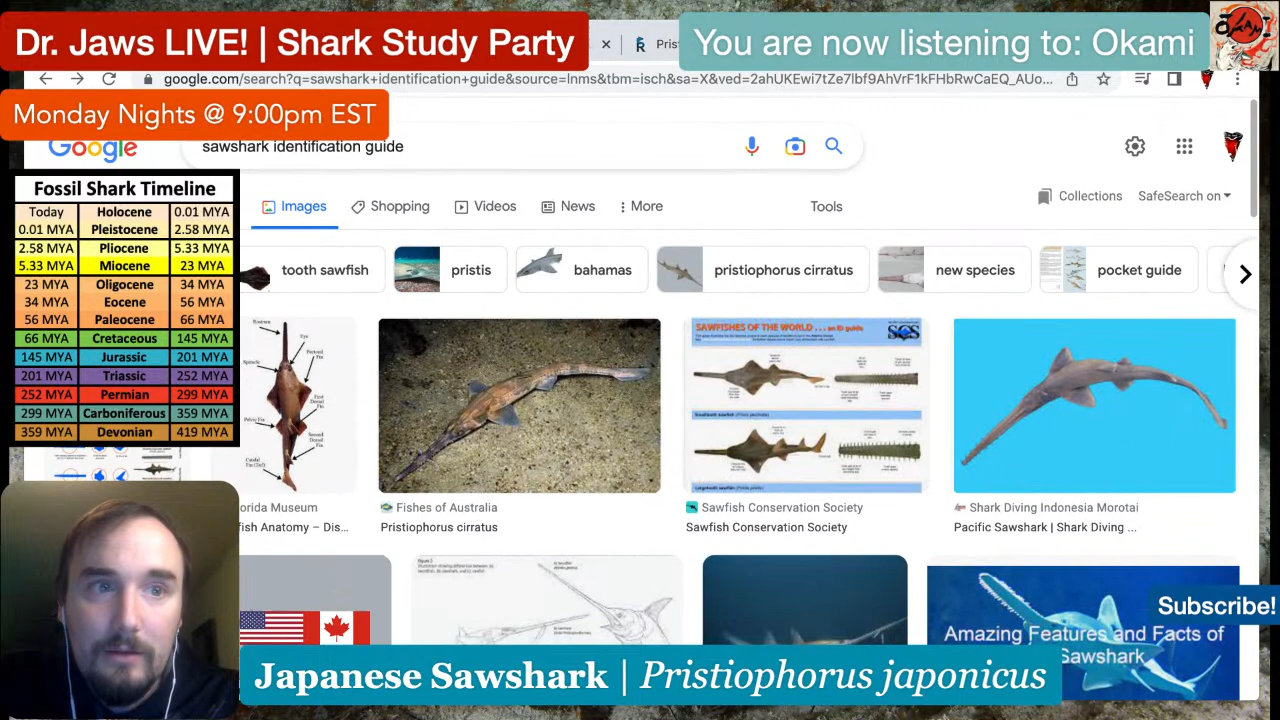 Dr. Jaws LIVE! | Shark Study Party
You are now listening to: Okami
google.com/search?q=sawshark+identification+guide&source=lnms&tbm=isch&sa=X&ved=2ahUKEwi7tZe7lbf9AhVrF1kFHbRwCaEQ_AUo...
Monday Nights @ 9:00pm EST
Google
sawshark identification guide
Images
Shopping
Videos
News
More
Tools
Collections
SafeSearch on
tooth sawfish
pristis
bahamas
pristiophorus cirratus
new species
pocket guide
Fossil Shark Timeline
Today Holocene 0.01 MYA
0.01 MYA Pleistocene 2.58 MYA
2.58 MYA Pliocene 5.33 MYA
5.33 MYA Miocene 23 MYA
23 MYA Oligocene 34 MYA
34 MYA Eocene 56 MYA
56 MYA Paleocene 66 MYA
66 MYA Cretaceous 145 MYA
145 MYA Jurassic 201 MYA
201 MYA Triassic 252 MYA
252 MYA Permian 299 MYA
299 MYA Carboniferous 359 MYA
359 MYA Devonian 419 MYA
SAWFISHES OF THE WORLD . . . an ID guide
SCS
orida Museum
fish Anatomy – Dis...
Fishes of Australia
Pristiophorus cirratus
Sawfish Conservation Society
Sawfish Conservation Society
Shark Diving Indonesia Morotai
Pacific Sawshark | Shark Diving ...
Amazing Features and Facts of
Sawshark
Subscribe!
Japanese Sawshark | Pristiophorus japonicus